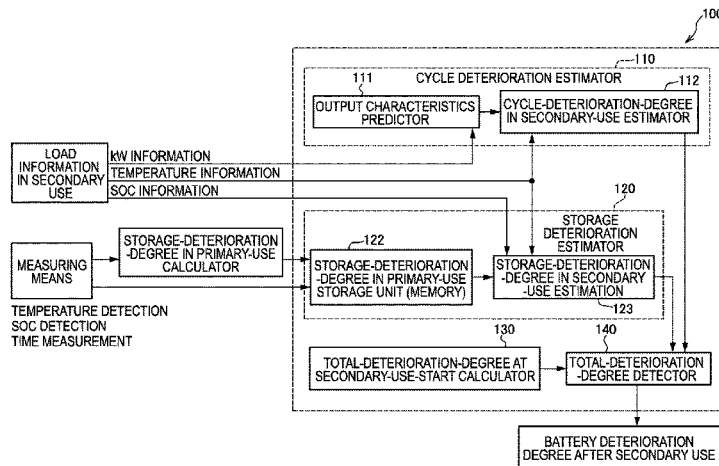 100
110
CYCLE DETERIORATION ESTIMATOR
111
112
OUTPUT CHARACTERISTICS
PREDICTOR
CYCLE-DETERIORATION-DEGREE
IN SECONDARY-USE ESTIMATOR
LOAD
INFORMATION
IN SECONDARY
USE
kW INFORMATION
TEMPERATURE INFORMATION
SOC INFORMATION
120
STORAGE
DETERIORATION
ESTIMATOR
STORAGE-DETERIORATION-
DEGREE IN PRIMARY-USE
CALCULATOR
122
MEASURING
MEANS
STORAGE-DETERIORATION
-DEGREE IN PRIMARY-USE
STORAGE UNIT (MEMORY)
STORAGE-DETERIORATION-
DEGREE IN SECONDARY
-USE ESTIMATION
123
TEMPERATURE DETECTION
SOC DETECTION
TIME MEASUREMENT
130
140
TOTAL-DETERIORATION-DEGREE AT
SECONDARY-USE-START CALCULATOR
TOTAL-DETERIORATION
-DEGREE DETECTOR
BATTERY DETERIORATION
DEGREE AFTER SECONDARY USE